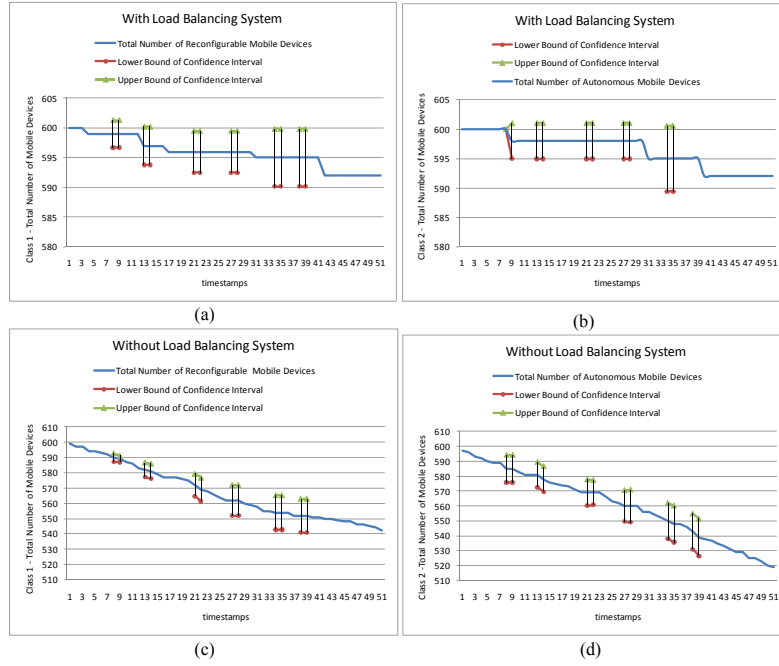 With Load Balancing System
Total Number of Reconfigurable Mobile Devices
Lower Bound of Confidence Interval
Upper Bound of Confidence Interval
Class 1 - Total Number of Mobile Devices
605
600
595
590
585
580
1 3 5 7 9 11 13 15 17 19 21 23 25 27 29 31 33 35 37 39 41 43 45 47 49 51
timestamps
(a)
With Load Balancing System
Lower Bound of Confidence Interval
Upper Bound of Confidence Interval
Total Number of Autonomous Mobile Devices
Class 2 - Total Number of Mobile Devices
605
600
595
590
585
580
1 3 5 7 9 11 13 15 17 19 21 23 25 27 29 31 33 35 37 39 41 43 45 47 49 51
timestamps
(b)
Without Load Balancing System
Total Number of Reconfigurable Mobile Devices
Lower Bound of Confidence Interval
Upper Bound of Confidence Interval
Class 1 - Total Number of Mobile Devices
610
600
590
580
570
560
550
540
530
520
510
1 3 5 7 9 11 13 15 17 19 21 23 25 27 29 31 33 35 37 39 41 43 45 47 49 51
timestamps
(c)
Without Load Balancing System
Total Number of Autonomous Mobile Devices
Lower Bound of Confidence Interval
Upper Bound of Confidence Interval
Class 2 -Total Number of Mobile Devices
610
600
590
580
570
560
550
540
530
520
510
1 3 5 7 9 11 13 15 17 19 21 23 25 27 29 31 33 35 37 39 41 43 45 47 49 51
timestamps
(d)